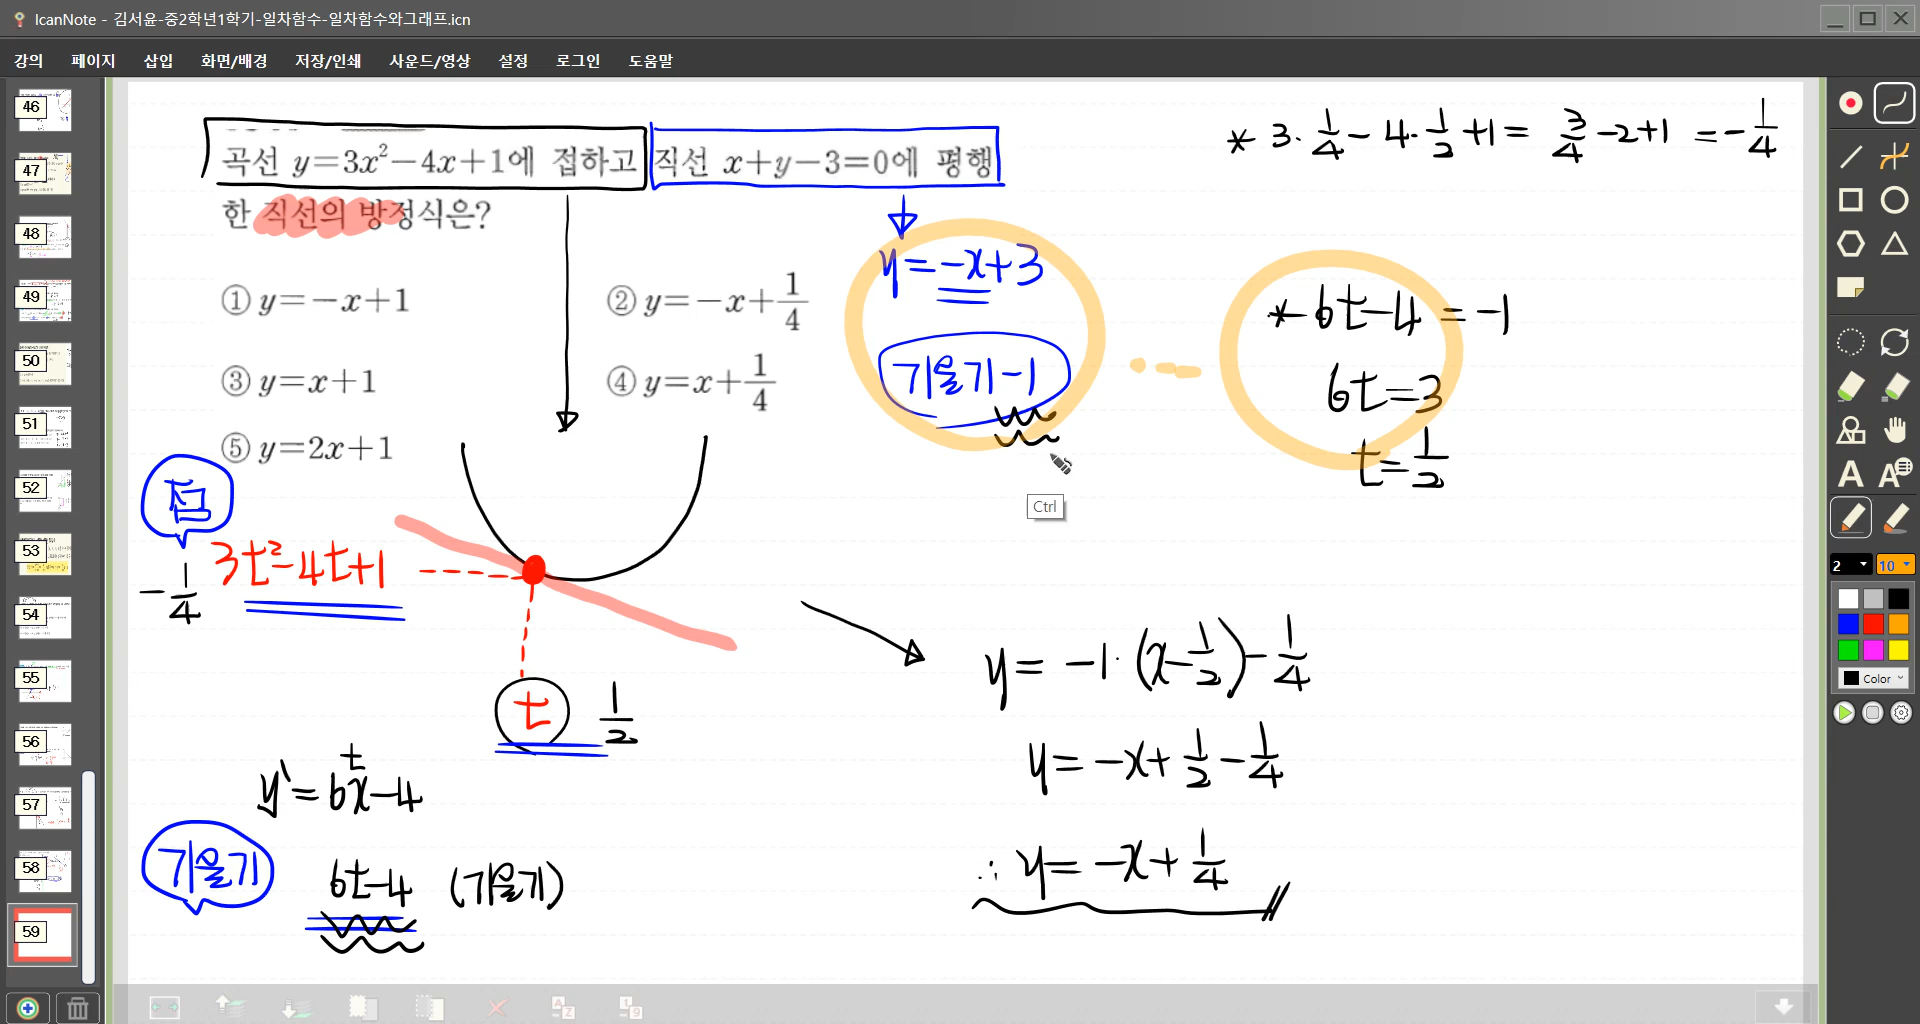 IcanNote - 김서윤-중2학년1학기-일차함수-일차함수와그래프.icn
강의 페이지 삽입 화면/배경 저장/인쇄 사운드/영상 설정 로그인 도움말
46
47
48
49
50
51
52
53
54
55
56
57
58
59
곡선 y=3x²-4x+1에 접하고 직선 x+y-3=0에 평행
한 직선의 방정식은?
① y=-x+1 ② y=-x+1/4
③ y=x+1 ④ y=x+1/4
⑤ y=2x+1
* 3·1/4-4·1/2+1= 3/4-2+1 =-1/4
y=-x+3
기울기-1
*6t-4=-1
6t=3
t=1/2
Ctrl
점
3t²-4t+1
-1/4
t 1/2
t
y'=6x-4
기울기
6t-4 (기울기)
y= -1·(x-1/2)-1/4
y= -x+1/2-1/4
∴ y= -x+1/4
A A
2 10
Color